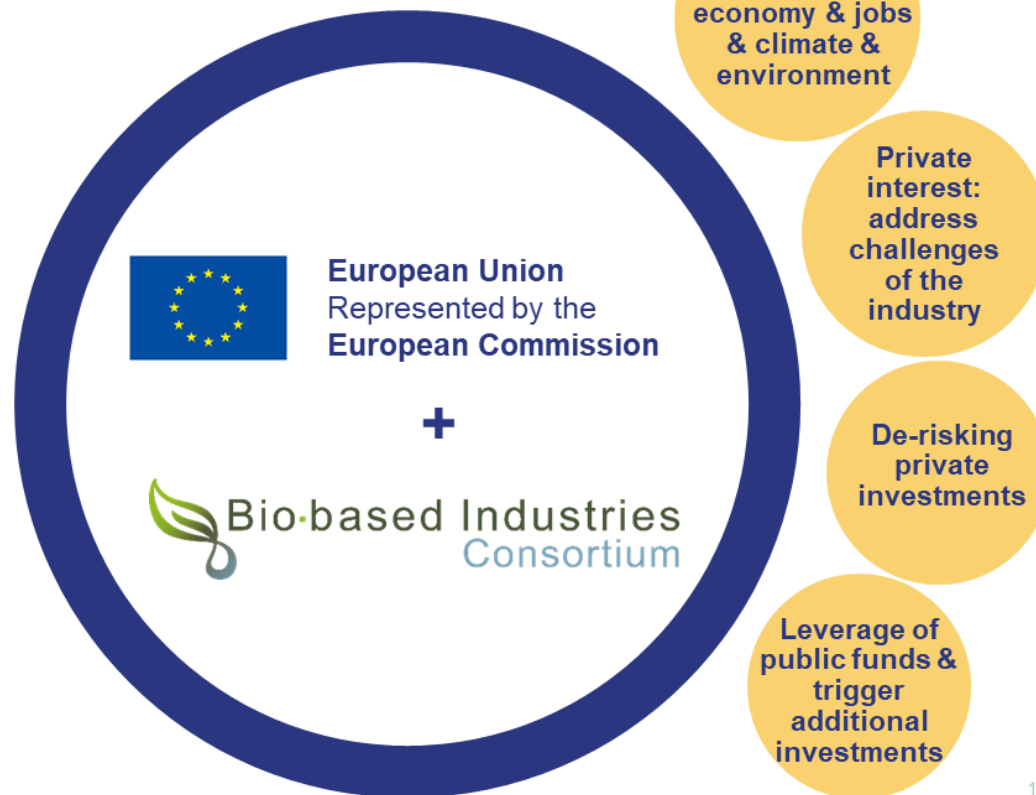 economy & jobs
& climate &
environment
Private
interest:
address
challenges
of the
industry
European Union
Represented by the
European Commission
+
De-risking
private
investments
Bio·based Industries
Consortium
Leverage of
public funds &
trigger
additional
investments